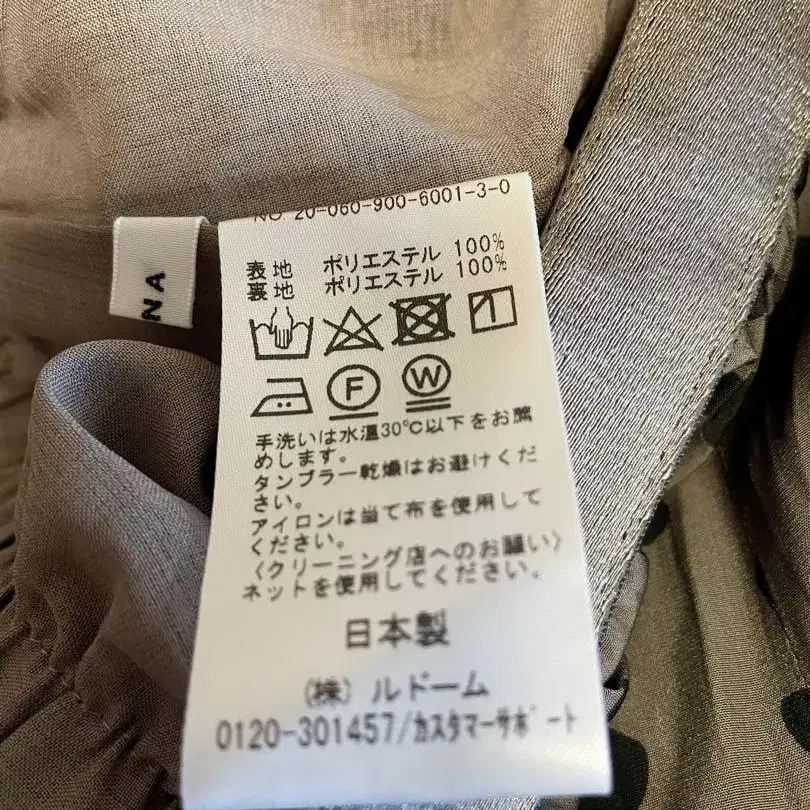 NO. 20-060-900-6001-3-0
表地 ポリエステル 100%
裏地 ポリエステル 100%
F W
手洗いは水温30℃以下をお薦
めします。
タンブラー乾燥はお避けくだ
さい。
アイロンは当て布を使用して
ください。
〈クリーニング店へのお願い〉
ネットを使用してください。
日本製
(株) ルドーム
0120-301457/カスタマーサポート
NA